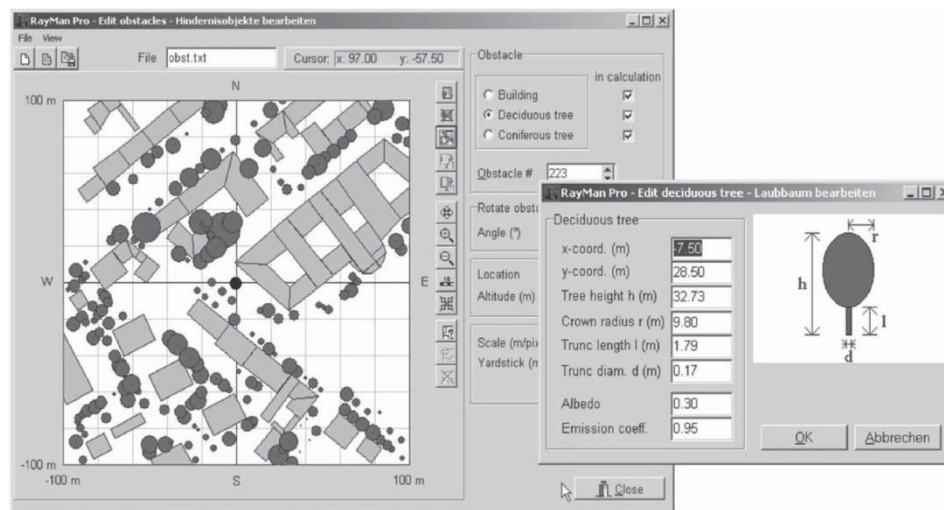 RayMan Pro - Edit obstacles - Hindernisobjekte bearbeiten
File View
File obst.txt Cursor: x: 97.00 y: -57.50
Obstacle
in calculation
Building
Deciduous tree
Coniferous tree
Obstacle # 223
Rotate obsta
Angle (°)
Location
Altitude (m)
Scale (m/pix
Yardstick (m
N
100 m
W
E
-100 m
-100 m
S
100 m
Close
RayMan Pro - Edit deciduous tree - Laubbaum bearbeiten
Deciduous tree
x-coord. (m) -7.50
y-coord. (m) 28.50
Tree height h (m) 32.73
Crown radius r (m) 9.80
Trunc length l (m) 1.79
Trunc diam. d (m) 0.17
Albedo 0.30
Emission coeff. 0.95
r
h
l
d
OK
Abbrechen